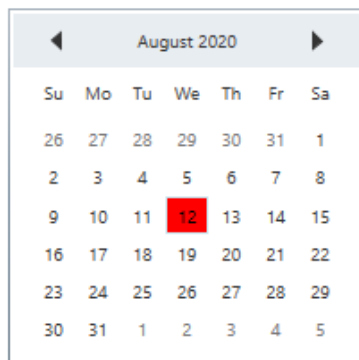 August 2020
Su Mo Tu We Th Fr Sa
26 27 28 29 30 31 1
2 3 4 5 6 7 8
9 10 11 12 13 14 15
16 17 18 19 20 21 22
23 24 25 26 27 28 29
30 31 1 2 3 4 5